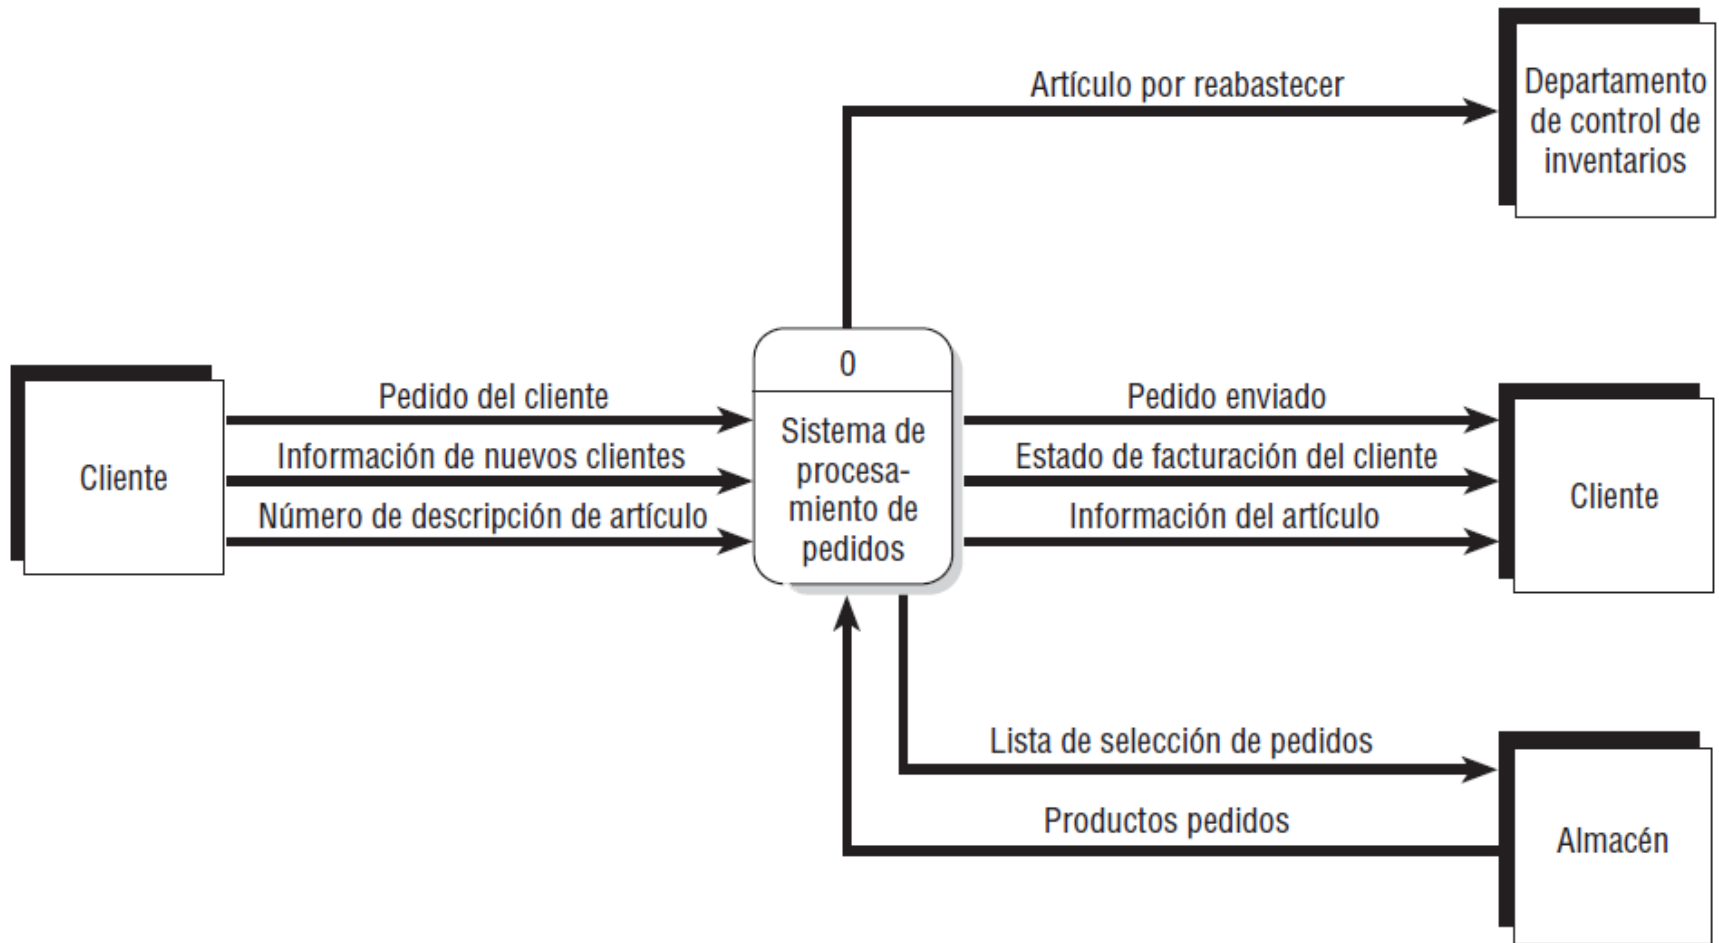 Artículo por reabastecer
Departamento
de control de
inventarios
Cliente
Pedido del cliente
Información de nuevos clientes
Número de descripción de artículo
0
Sistema de
procesa-
miento de
pedidos
Pedido enviado
Estado de facturación del cliente
Información del artículo
Cliente
Lista de selección de pedidos
Productos pedidos
Almacén